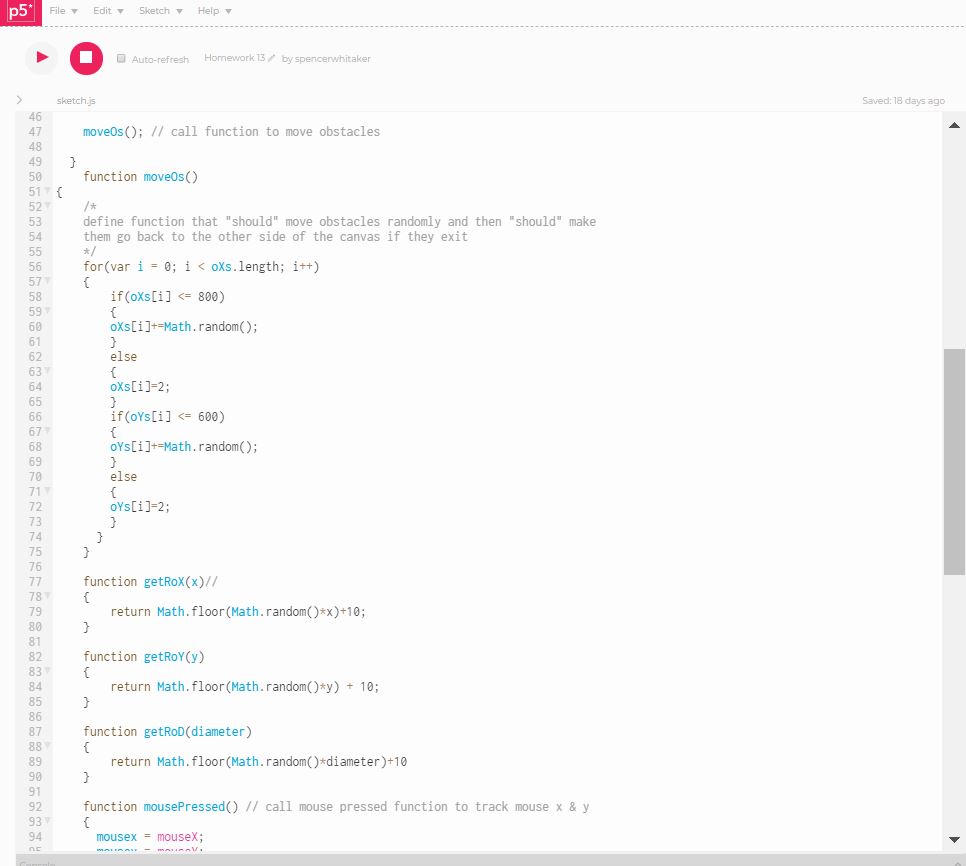 p5* File Edit Sketch Help
Auto-refresh Homework 13 by spencerwhitaker
sketch.js Saved: 18 days ago
46
47 moveOs(); // call function to move obstacles
48
49 }
50 function moveOs()
51 {
52 /*
53 define function that "should" move obstacles randomly and then "should" make
54 them go back to the other side of the canvas if they exit
55 */
56 for(var i = 0; i < oXs.length; i++)
57 {
58 if(oXs[i] <= 800)
59 {
60 oXs[i]+=Math.random();
61 }
62 else
63 {
64 oXs[i]=2;
65 }
66 if(oYs[i] <= 600)
67 {
68 oYs[i]+=Math.random();
69 }
70 else
71 {
72 oYs[i]=2;
73 }
74 }
75 }
76
77 function getRoX(x)//
78 {
79 return Math.floor(Math.random()*x)+10;
80 }
81
82 function getRoY(y)
83 {
84 return Math.floor(Math.random()*y) + 10;
85 }
86
87 function getRoD(diameter)
88 {
89 return Math.floor(Math.random()*diameter)+10
90 }
91
92 function mousePressed() // call mouse pressed function to track mouse x & y
93 {
94 mousex = mouseX;
95 mousey = mouseY;
Console